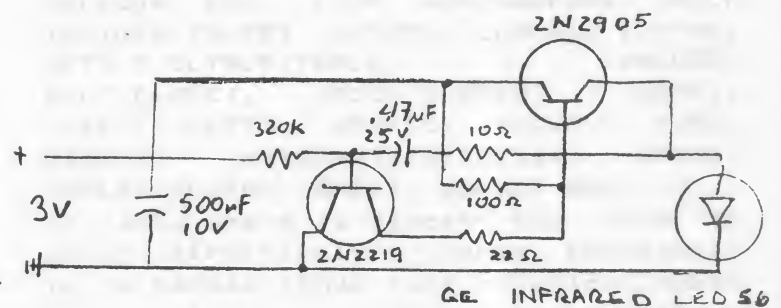 2N2905
.47µF
25V
320K
10Ω
+
3V
500µF
10V
100Ω
2N2219
22Ω
GE INFRARED LED 56